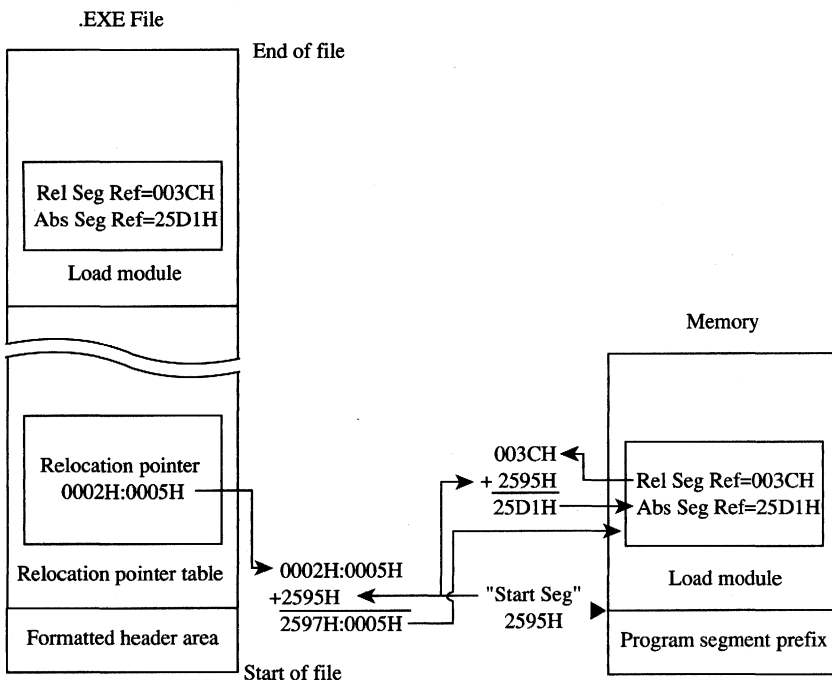 .EXE File
End of file
Rel Seg Ref=003CH
Abs Seg Ref=25D1H
Load module
Relocation pointer
0002H:0005H
Relocation pointer table
Formatted header area
Start of file
0002H:0005H
+2595H
2597H:0005H
003CH
+2595H
25D1H
"Start Seg"
2595H
Memory
Rel Seg Ref=003CH
Abs Seg Ref=25D1H
Load module
Program segment prefix